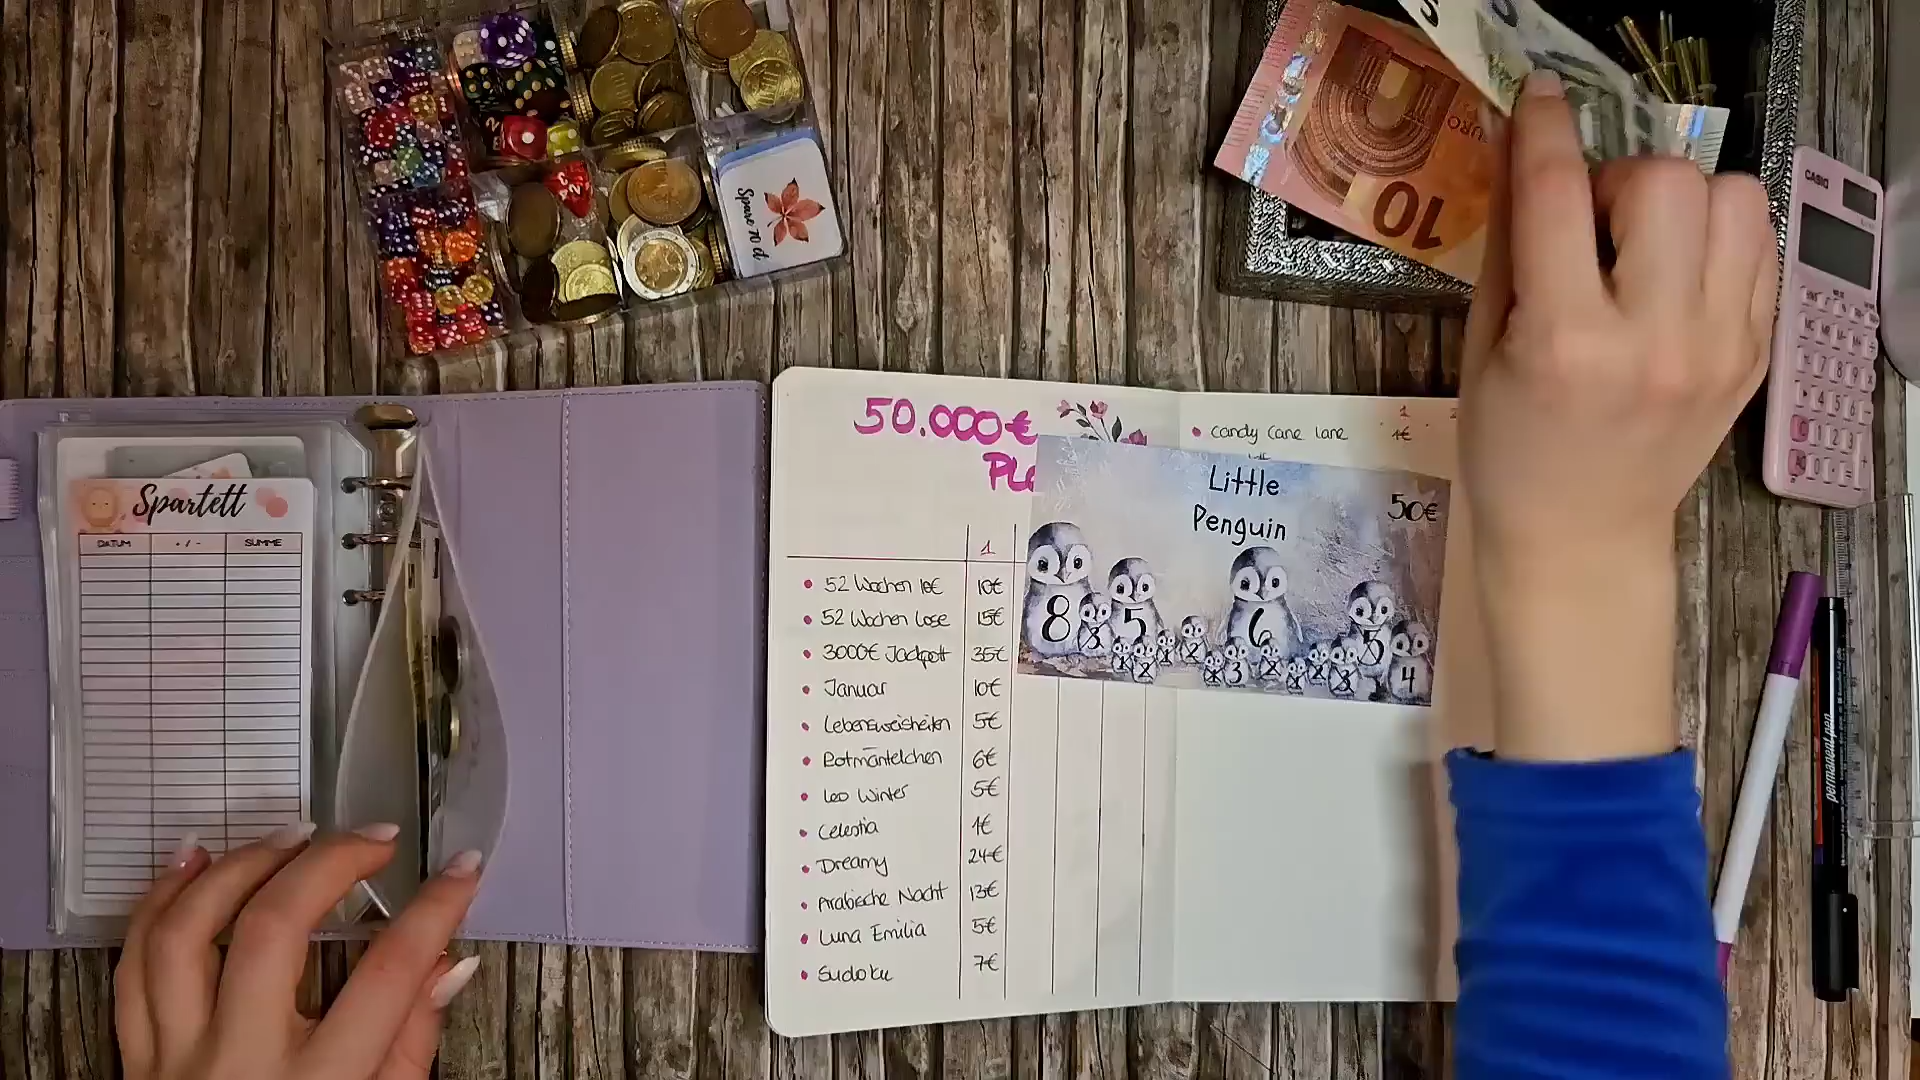 Spare 70 ct
10
EURO
CASIO
50.000€
1
candy cane lane 1€
Little
Penguin
50€
8 5 6 3 4
Spartett
DATUM + / - SUMME
1
52 Wochen 10€ 10€
52 Wochen Lose 15€
3000€ Jackpott 35€
Januar 10€
Lebensweisheiten 5€
Rotmäntelchen 6€
Leo Winter 5€
Celestia 1€
Dreamy 24€
Arabische Nacht 13€
Luna Emilia 5€
Sudoku 7€
permanent pen